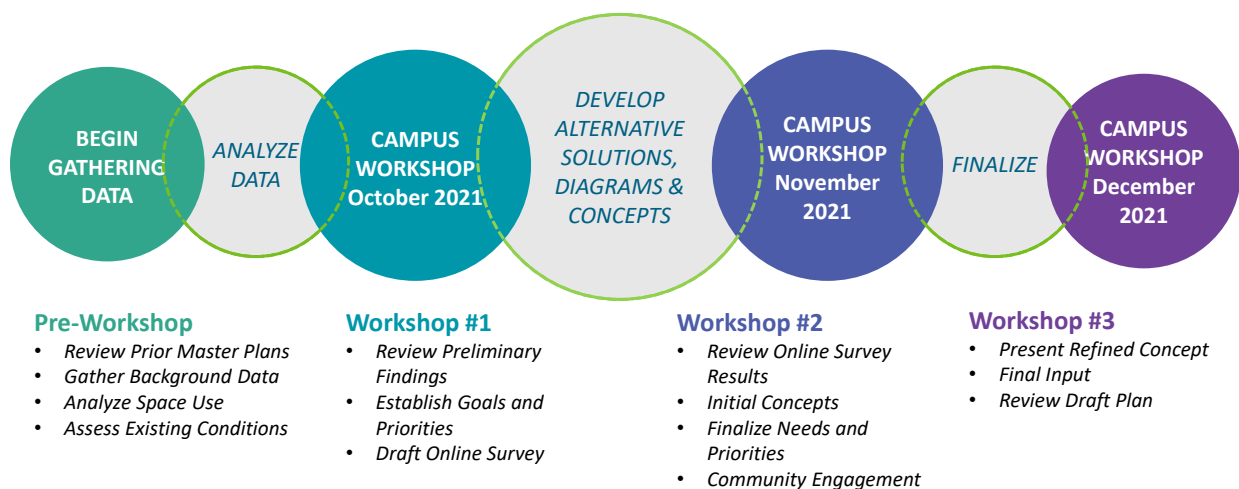 BEGIN
GATHERING
DATA
ANALYZE
DATA
CAMPUS
WORKSHOP
October 2021
DEVELOP
ALTERNATIVE
SOLUTIONS,
DIAGRAMS &
CONCEPTS
CAMPUS
WORKSHOP
November
2021
FINALIZE
CAMPUS
WORKSHOP
December
2021
Pre-Workshop
• Review Prior Master Plans
• Gather Background Data
• Analyze Space Use
• Assess Existing Conditions
Workshop #1
• Review Preliminary
Findings
• Establish Goals and
Priorities
• Draft Online Survey
Workshop #2
• Review Online Survey
Results
• Initial Concepts
• Finalize Needs and
Priorities
• Community Engagement
Workshop #3
• Present Refined Concept
• Final Input
• Review Draft Plan